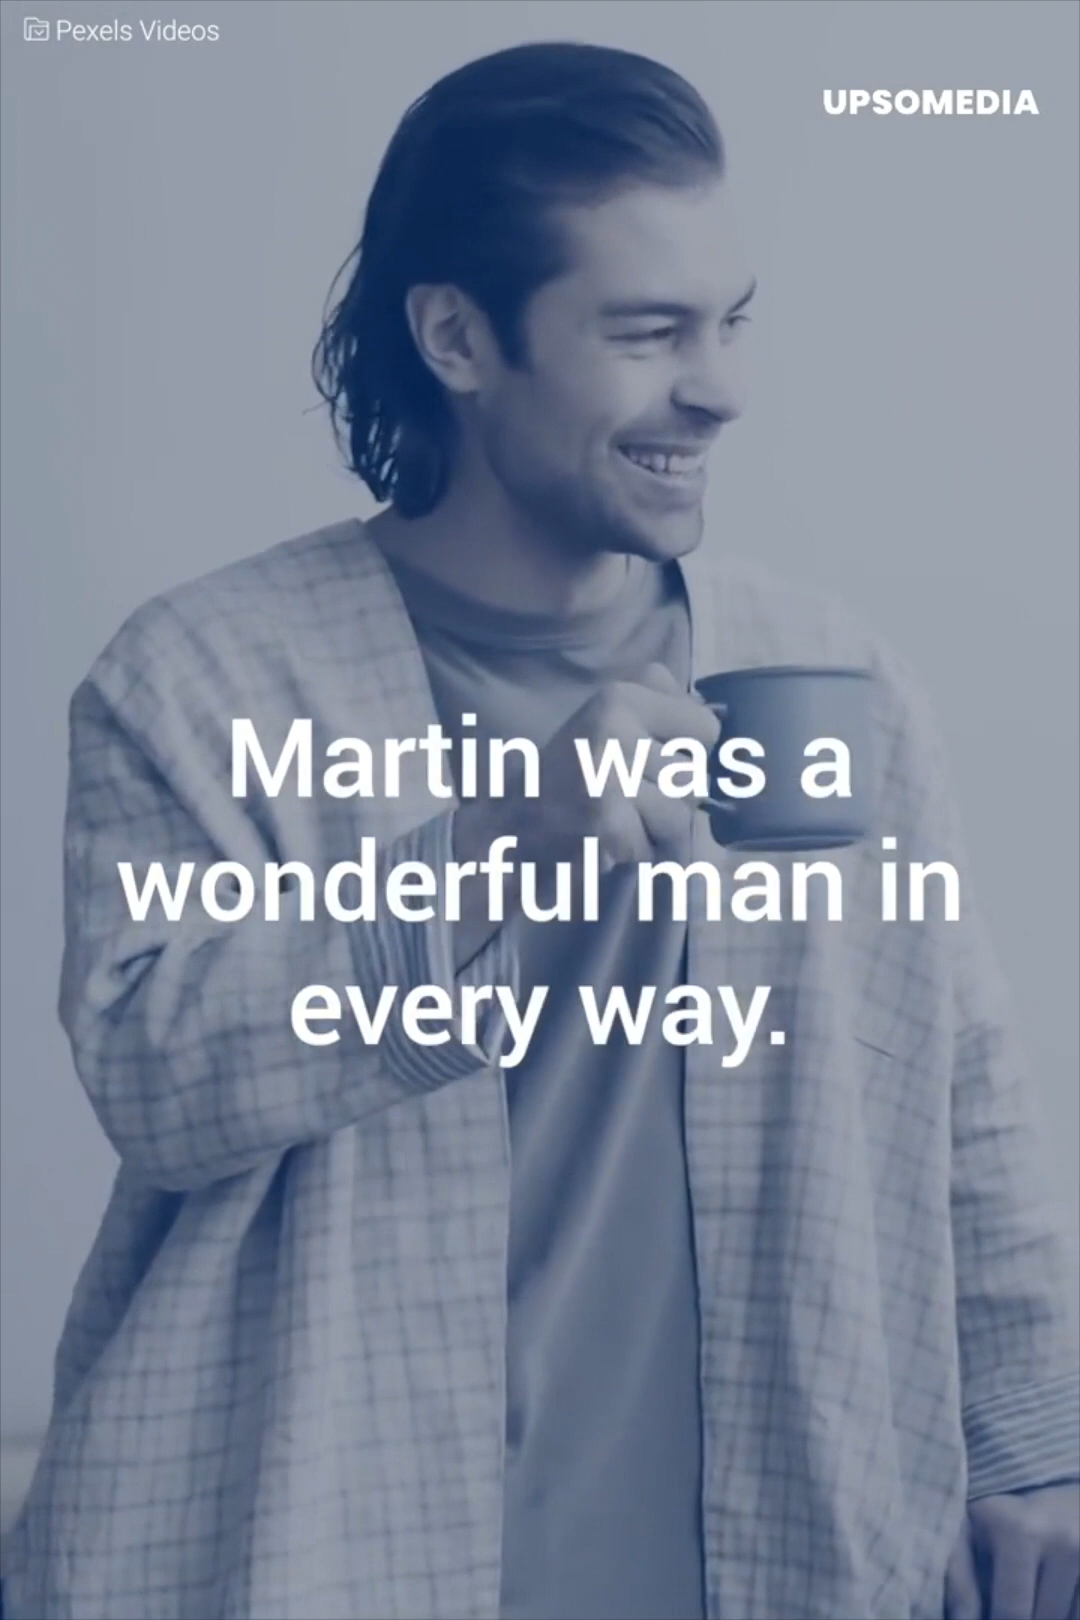 Pexels Videos
UPSOMEDIA
Martin was a
wonderful man in
every way.